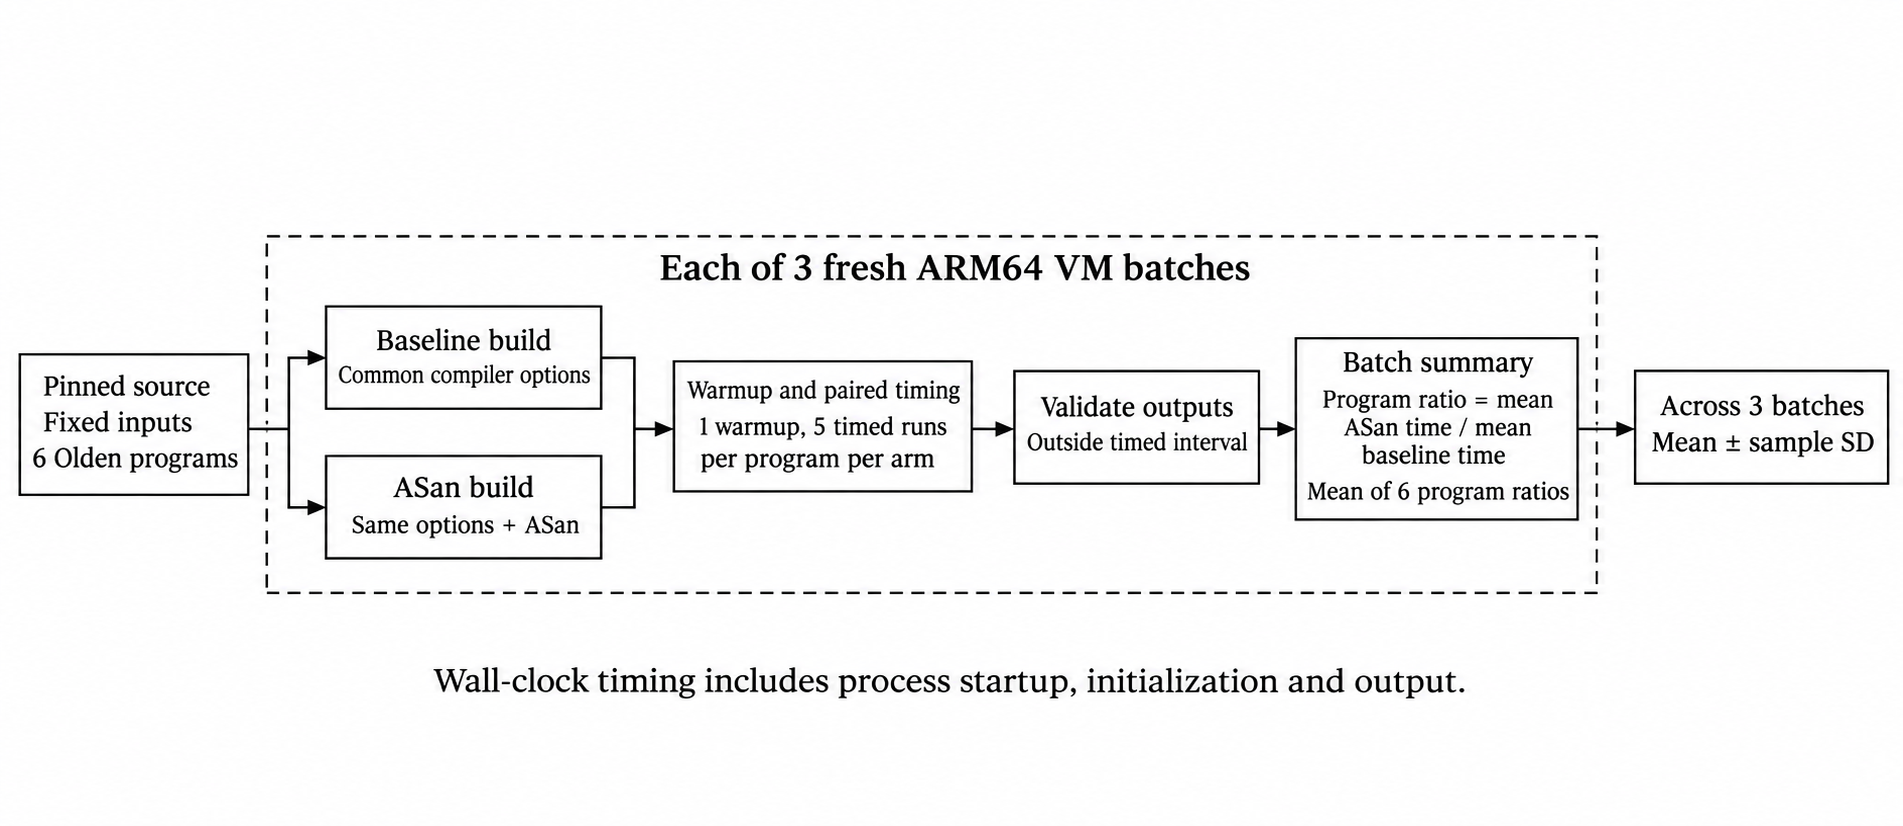 Each of 3 fresh ARM64 VM batches
Pinned source
Fixed inputs
6 Olden programs
Baseline build
Common compiler options
ASan build
Same options + ASan
Warmup and paired timing
1 warmup, 5 timed runs
per program per arm
Validate outputs
Outside timed interval
Batch summary
Program ratio = mean
ASan time / mean
baseline time
Mean of 6 program ratios
Across 3 batches
Mean ± sample SD
Wall-clock timing includes process startup, initialization and output.